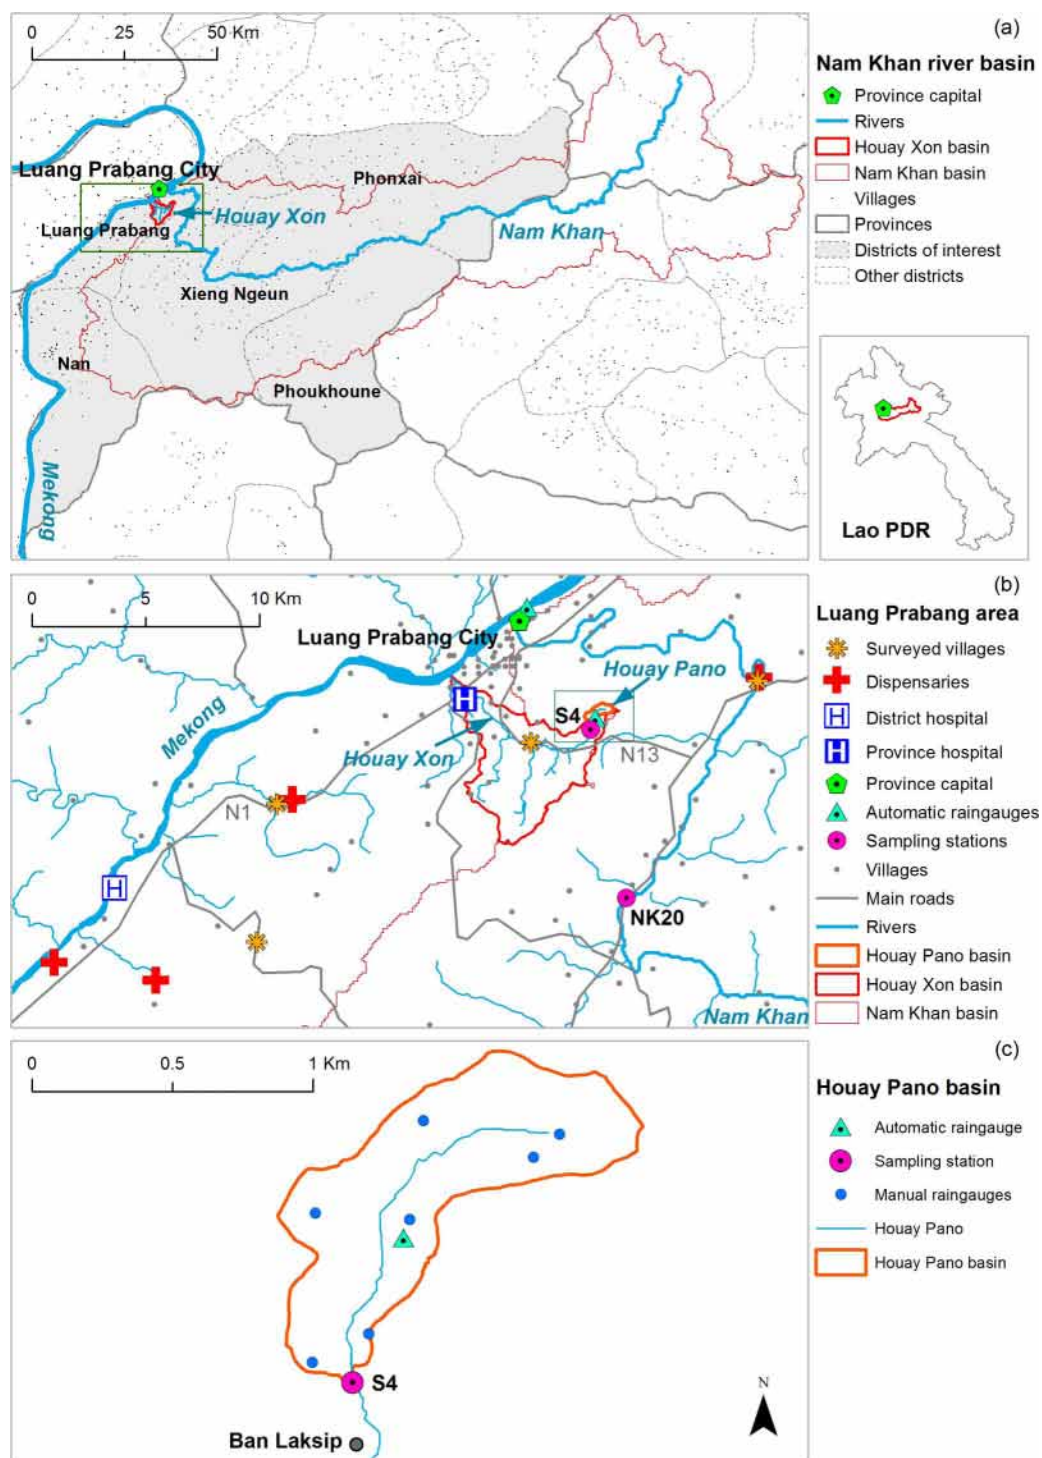 0 25 50 Km
Luang Prabang City
Phonxai
Houay Xon
Nam Khan
Luang Prabang
Xieng Ngeun
Nan
Phoukhoune
Mekong
(a)
Nam Khan river basin
Province capital
Rivers
Houay Xon basin
Nam Khan basin
Villages
Provinces
Districts of interest
Other districts
Lao PDR
0 5 10 Km
Luang Prabang City
Houay Pano
Mekong
S4
Houay Xon
N13
N1
NK20
Nam Khan
(b)
Luang Prabang area
Surveyed villages
Dispensaries
H District hospital
H Province hospital
Province capital
Automatic raingauges
Sampling stations
Villages
Main roads
Rivers
Houay Pano basin
Houay Xon basin
Nam Khan basin
H
H
0 0.5 1 Km
S4
Ban Laksip
N
(c)
Houay Pano basin
Automatic raingauge
Sampling station
Manual raingauges
Houay Pano
Houay Pano basin